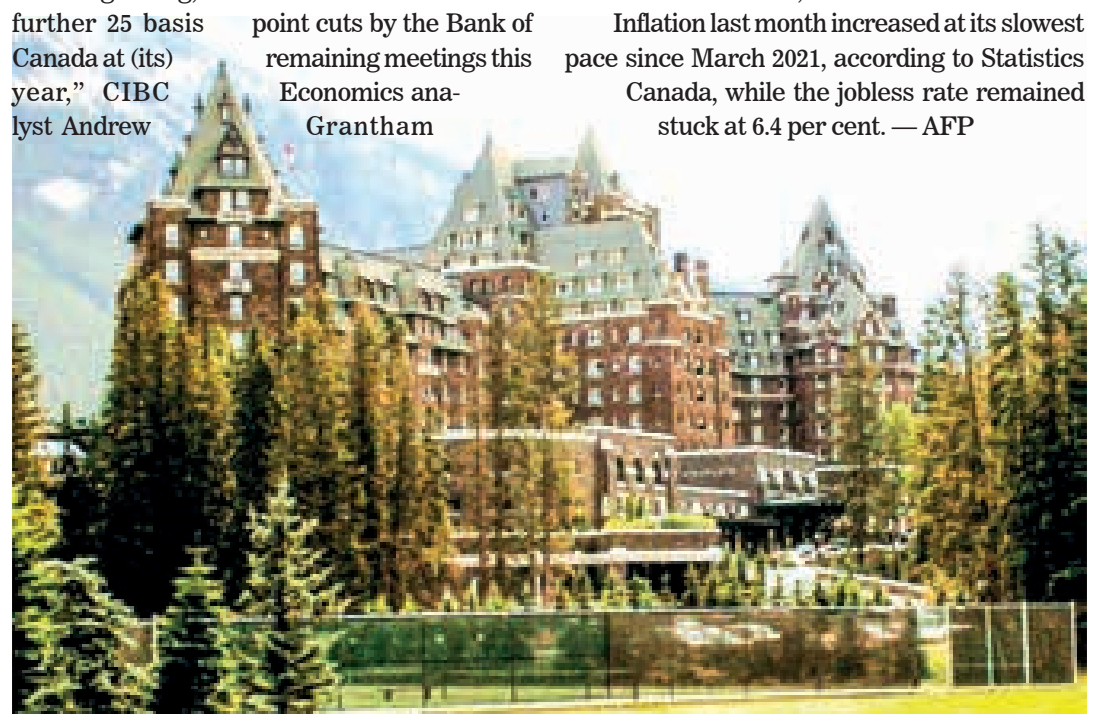 further 25 basis point cuts by the Bank of
Canada at (its) remaining meetings this
year,” CIBC Economics ana-
lyst Andrew Grantham
Inflation last month increased at its slowest
pace since March 2021, according to Statistics
Canada, while the jobless rate remained
stuck at 6.4 per cent. — AFP